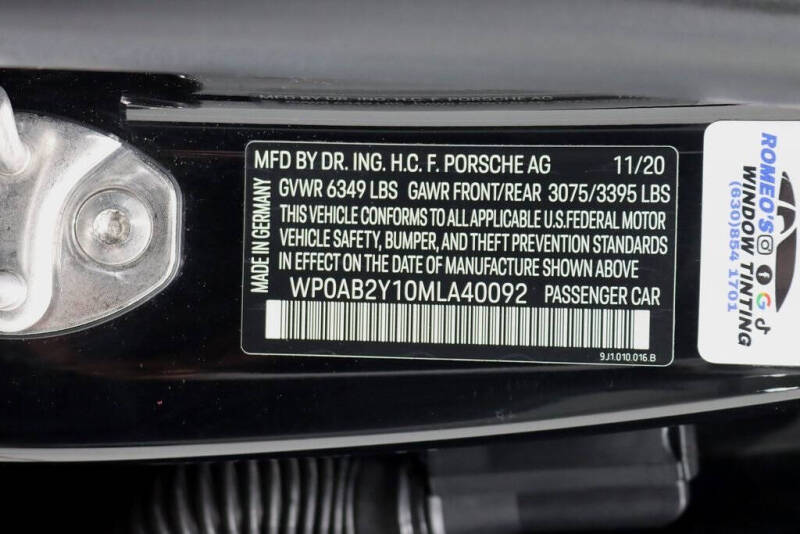 MFD BY DR. ING. H.C. F. PORSCHE AG 11/20
GVWR 6349 LBS GAWR FRONT/REAR 3075/3395 LBS
THIS VEHICLE CONFORMS TO ALL APPLICABLE U.S.FEDERAL MOTOR
VEHICLE SAFETY, BUMPER, AND THEFT PREVENTION STANDARDS
IN EFFECT ON THE DATE OF MANUFACTURE SHOWN ABOVE
WP0AB2Y10MLA40092 PASSENGER CAR
9J1.010.016.B
MADE IN GERMANY
ROMEO'S
WINDOW TINTING
(630)854 1701